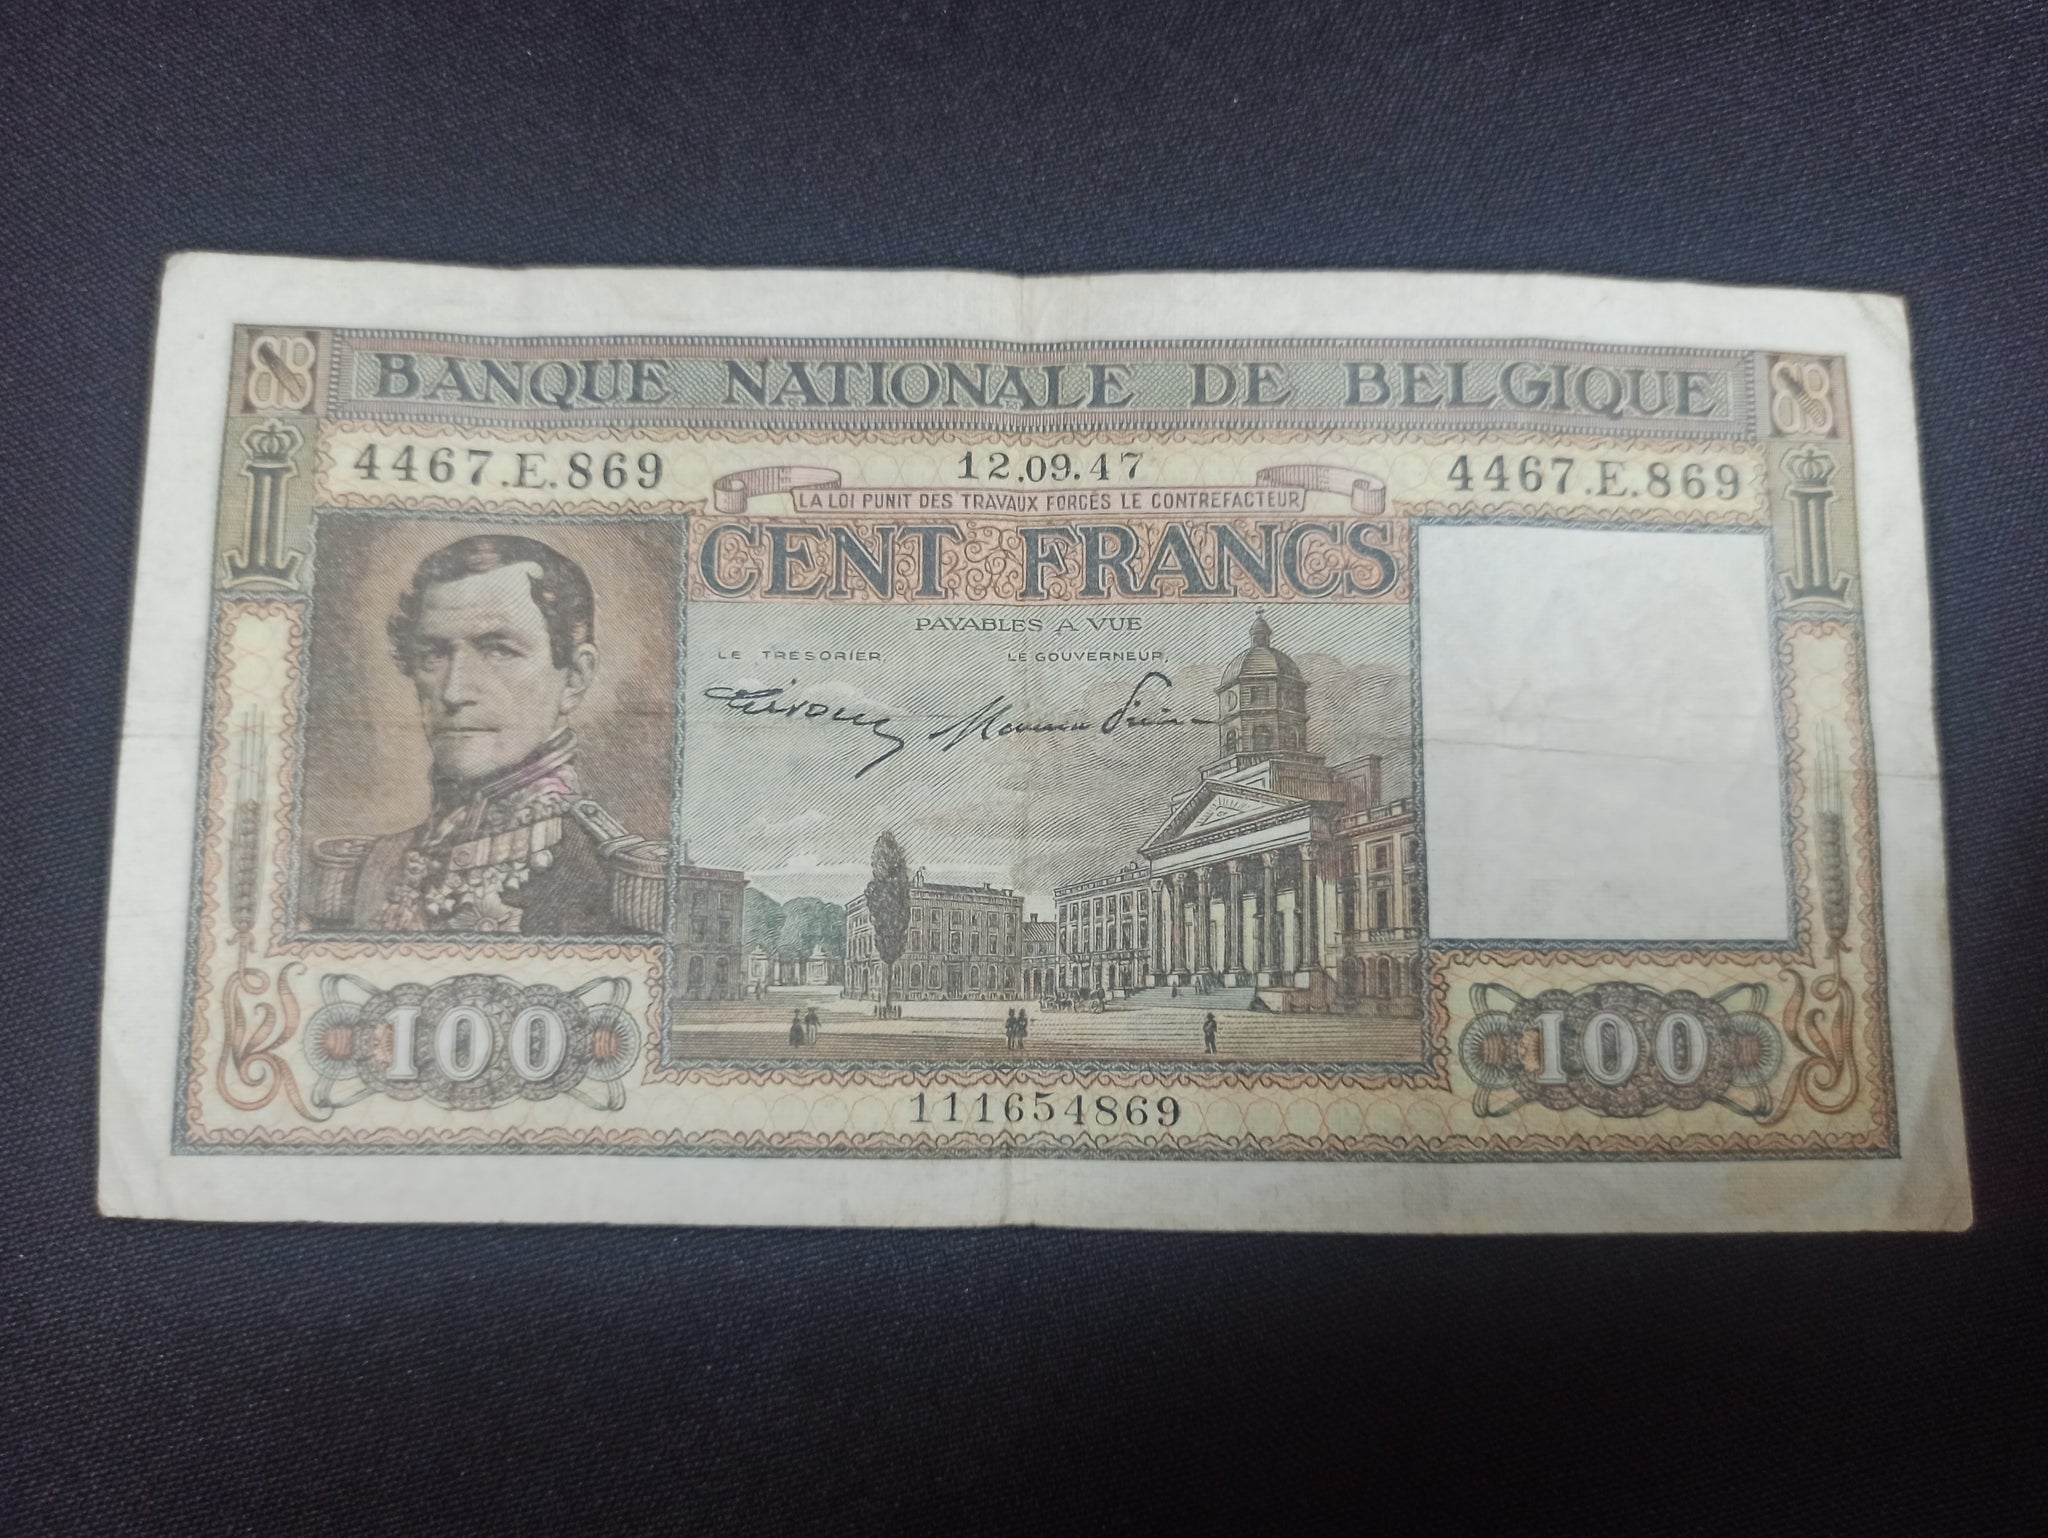 BANQUE NATIONALE DE BELGIQUE
4467.E.869 12.09.47 4467.E.869
LA LOI PUNIT DES TRAVAUX FORCÉS LE CONTREFACTEUR
CENT FRANCS
PAYABLES A VUE
LE TRÉSORIER, LE GOUVERNEUR,
100 100
111654869